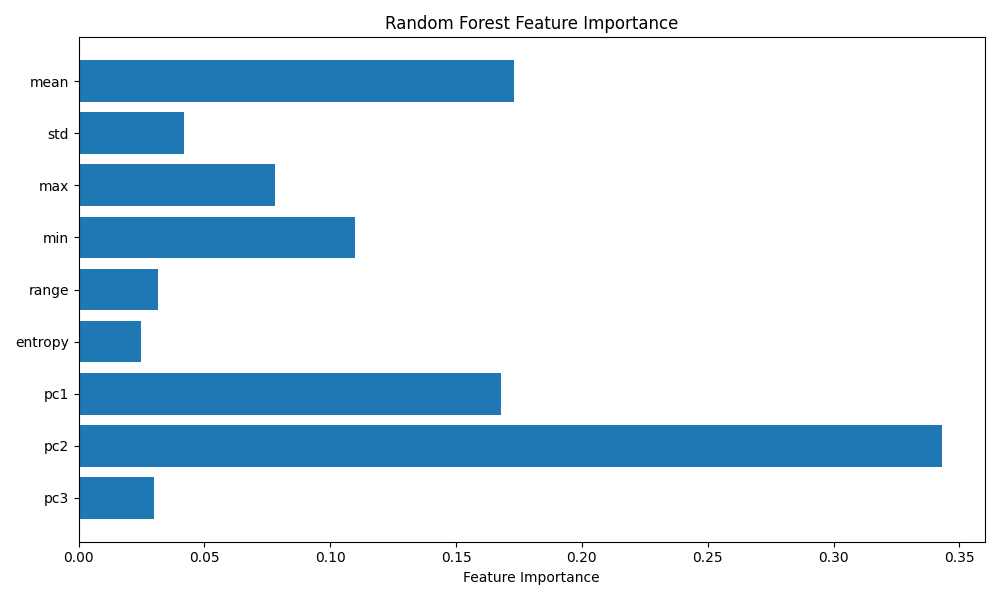 Random Forest Feature Importance
mean
std
max
min
range
entropy
pc1
pc2
pc3
0.00 0.05 0.10 0.15 0.20 0.25 0.30 0.35
Feature Importance